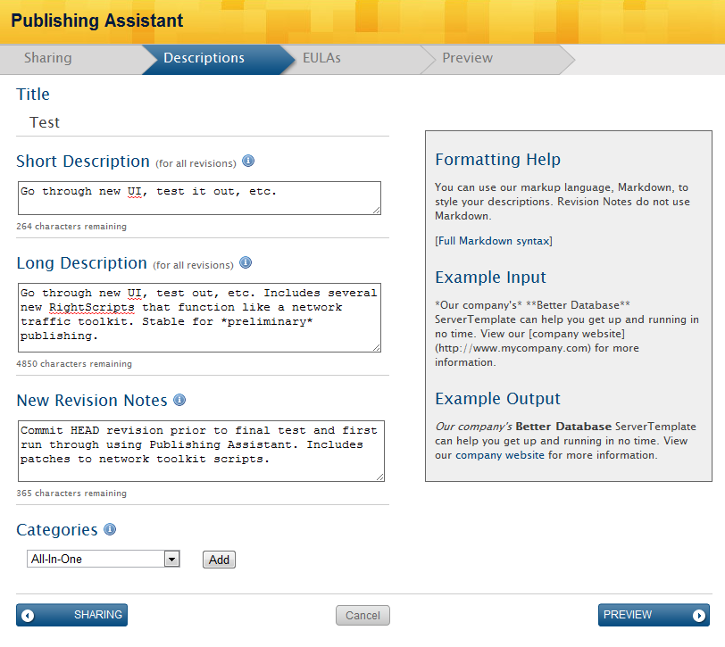 Publishing Assistant
Sharing
Descriptions
EULAs
Preview
Title
Test
Short Description (for all revisions)
Go through new UI, test it out, etc.
264 characters remaining
Long Description (for all revisions)
Go through new UI, test out, etc. Includes several
new RightScripts that function like a network
traffic toolkit. Stable for *preliminary*
publishing.
4850 characters remaining
New Revision Notes
Commit HEAD revision prior to final test and first
run through using Publishing Assistant. Includes
patches to network toolkit scripts.
365 characters remaining
Categories
All-In-One
Add
Formatting Help
You can use our markup language, Markdown, to
style your descriptions. Revision Notes do not use
Markdown.
[Full Markdown syntax]
Example Input
*Our company's* **Better Database**
ServerTemplate can help you get up and running in
no time. View our [company website]
(http://www.mycompany.com) for more
information.
Example Output
Our company's Better Database ServerTemplate
can help you get up and running in no time. View
our company website for more information.
SHARING
Cancel
PREVIEW